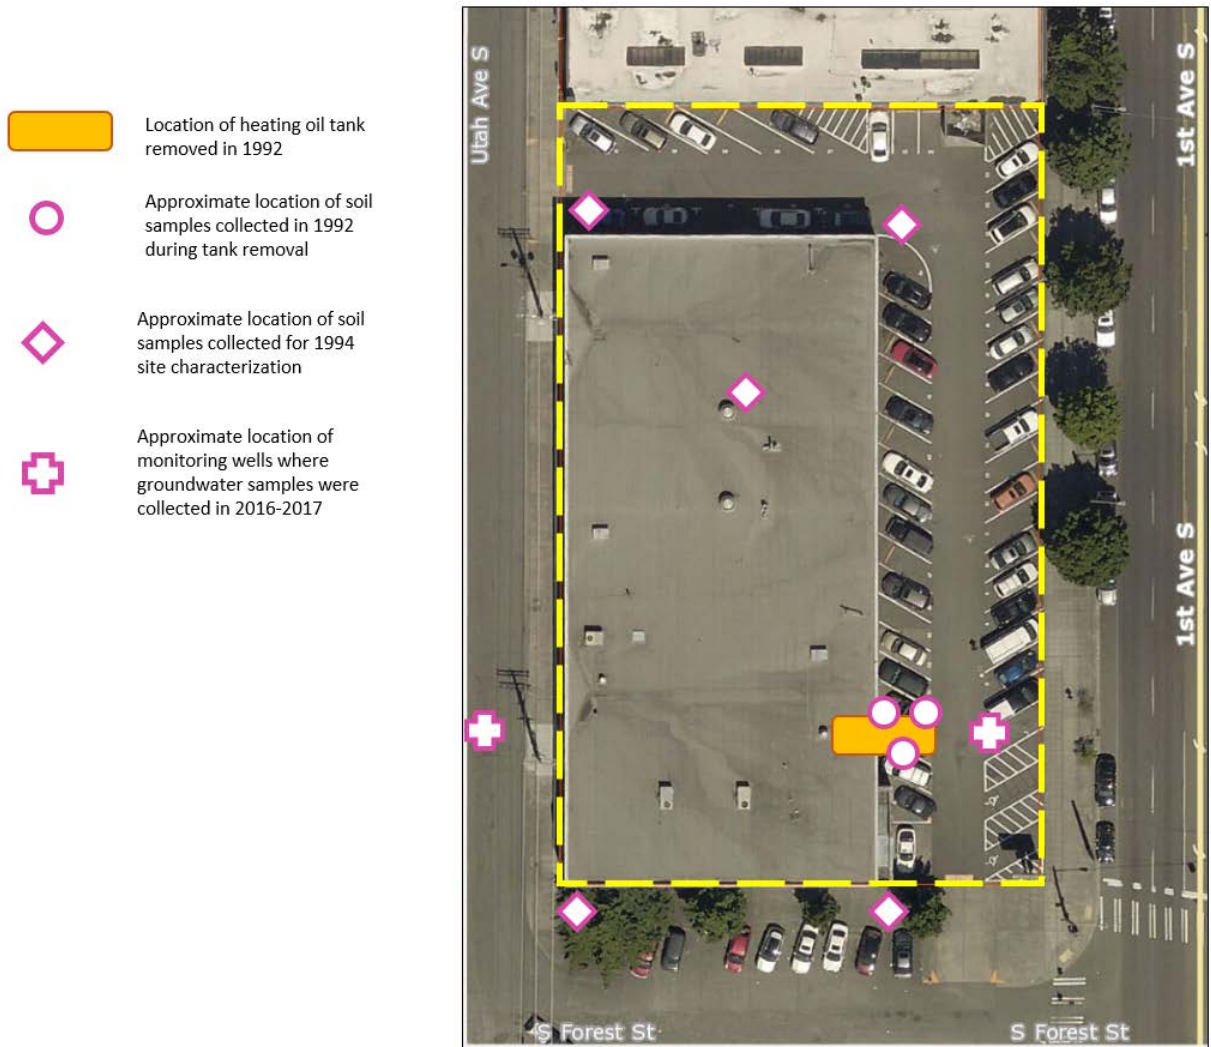 Location of heating oil tank
removed in 1992
Approximate location of soil
samples collected in 1992
during tank removal
Approximate location of soil
samples collected for 1994
site characterization
Approximate location of
monitoring wells where
groundwater samples were
collected in 2016-2017
Utah Ave S
1st Ave S
1st Ave S
S Forest St
S Forest St